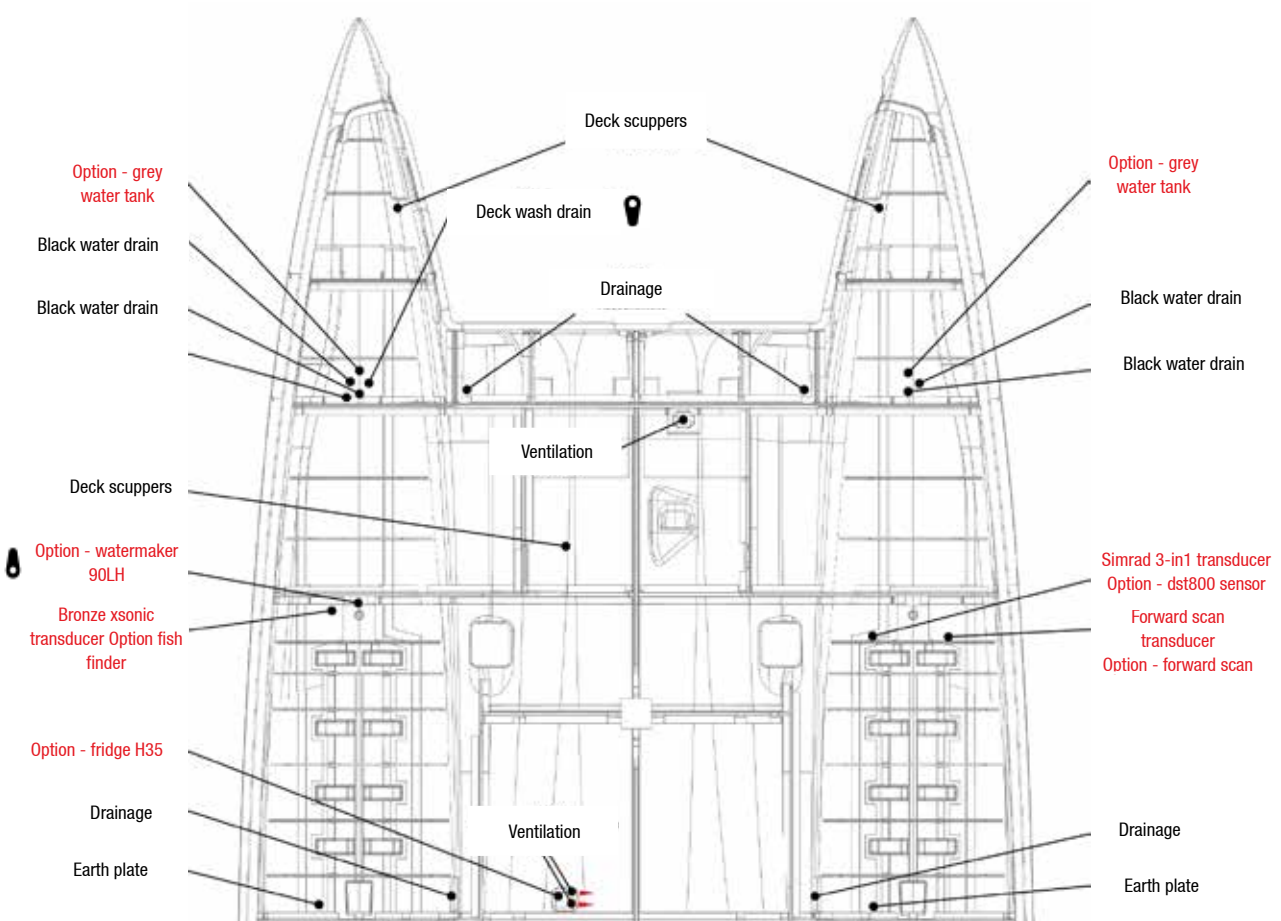 Deck scuppers
Option - grey
water tank
Option - grey
water tank
Deck wash drain
Black water drain
Drainage
Black water drain
Black water drain
Black water drain
Ventilation
Deck scuppers
Option - watermaker
90LH
Simrad 3-in1 transducer
Option - dst800 sensor
Bronze xsonic
transducer Option fish
finder
Forward scan
transducer
Option - forward scan
Option - fridge H35
Drainage
Ventilation
Drainage
Earth plate
Earth plate